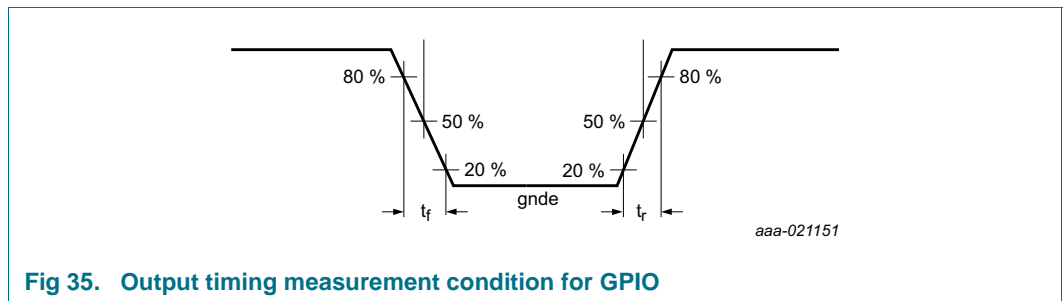 80 % 80 %
50 % 50 %
20 % 20 %
gnde
tf tr
aaa-021151
Fig 35. Output timing measurement condition for GPIO